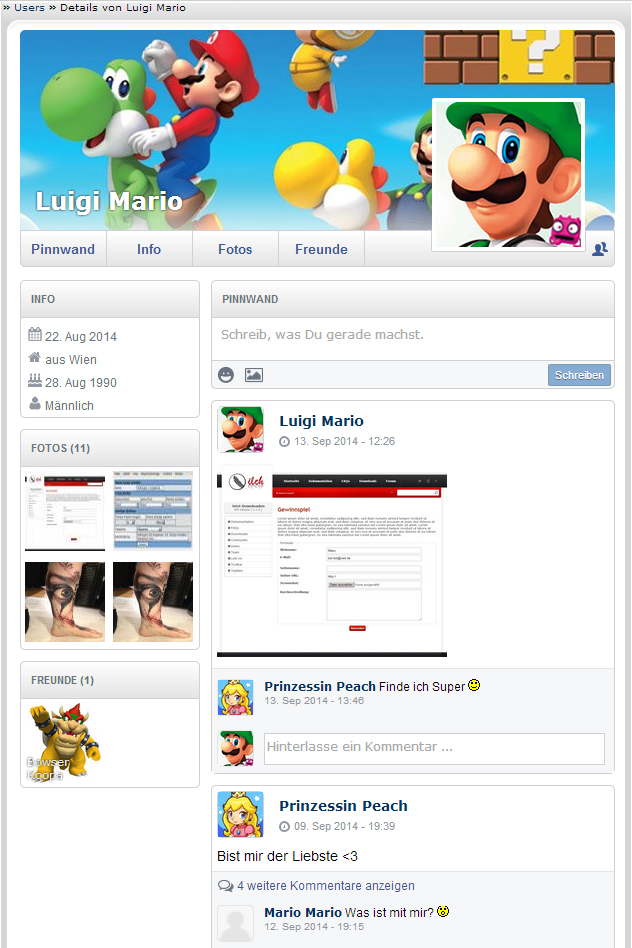 » Users » Details von Luigi Mario
Luigi Mario
Pinnwand Info Fotos Freunde
INFO
22. Aug 2014
aus Wien
28. Aug 1990
Männlich
FOTOS (11)
FREUNDE (1)
Bowser
Koopa
PINNWAND
Schreib, was Du gerade machst.
Schreiben
Luigi Mario
13. Sep 2014 - 12:26
ilch
Gewinnspiel
Prinzessin Peach Finde ich Super
13. Sep 2014 - 13:46
Hinterlasse ein Kommentar ...
Prinzessin Peach
09. Sep 2014 - 19:39
Bist mir der Liebste <3
4 weitere Kommentare anzeigen
Mario Mario Was ist mit mir?
12. Sep 2014 - 19:15